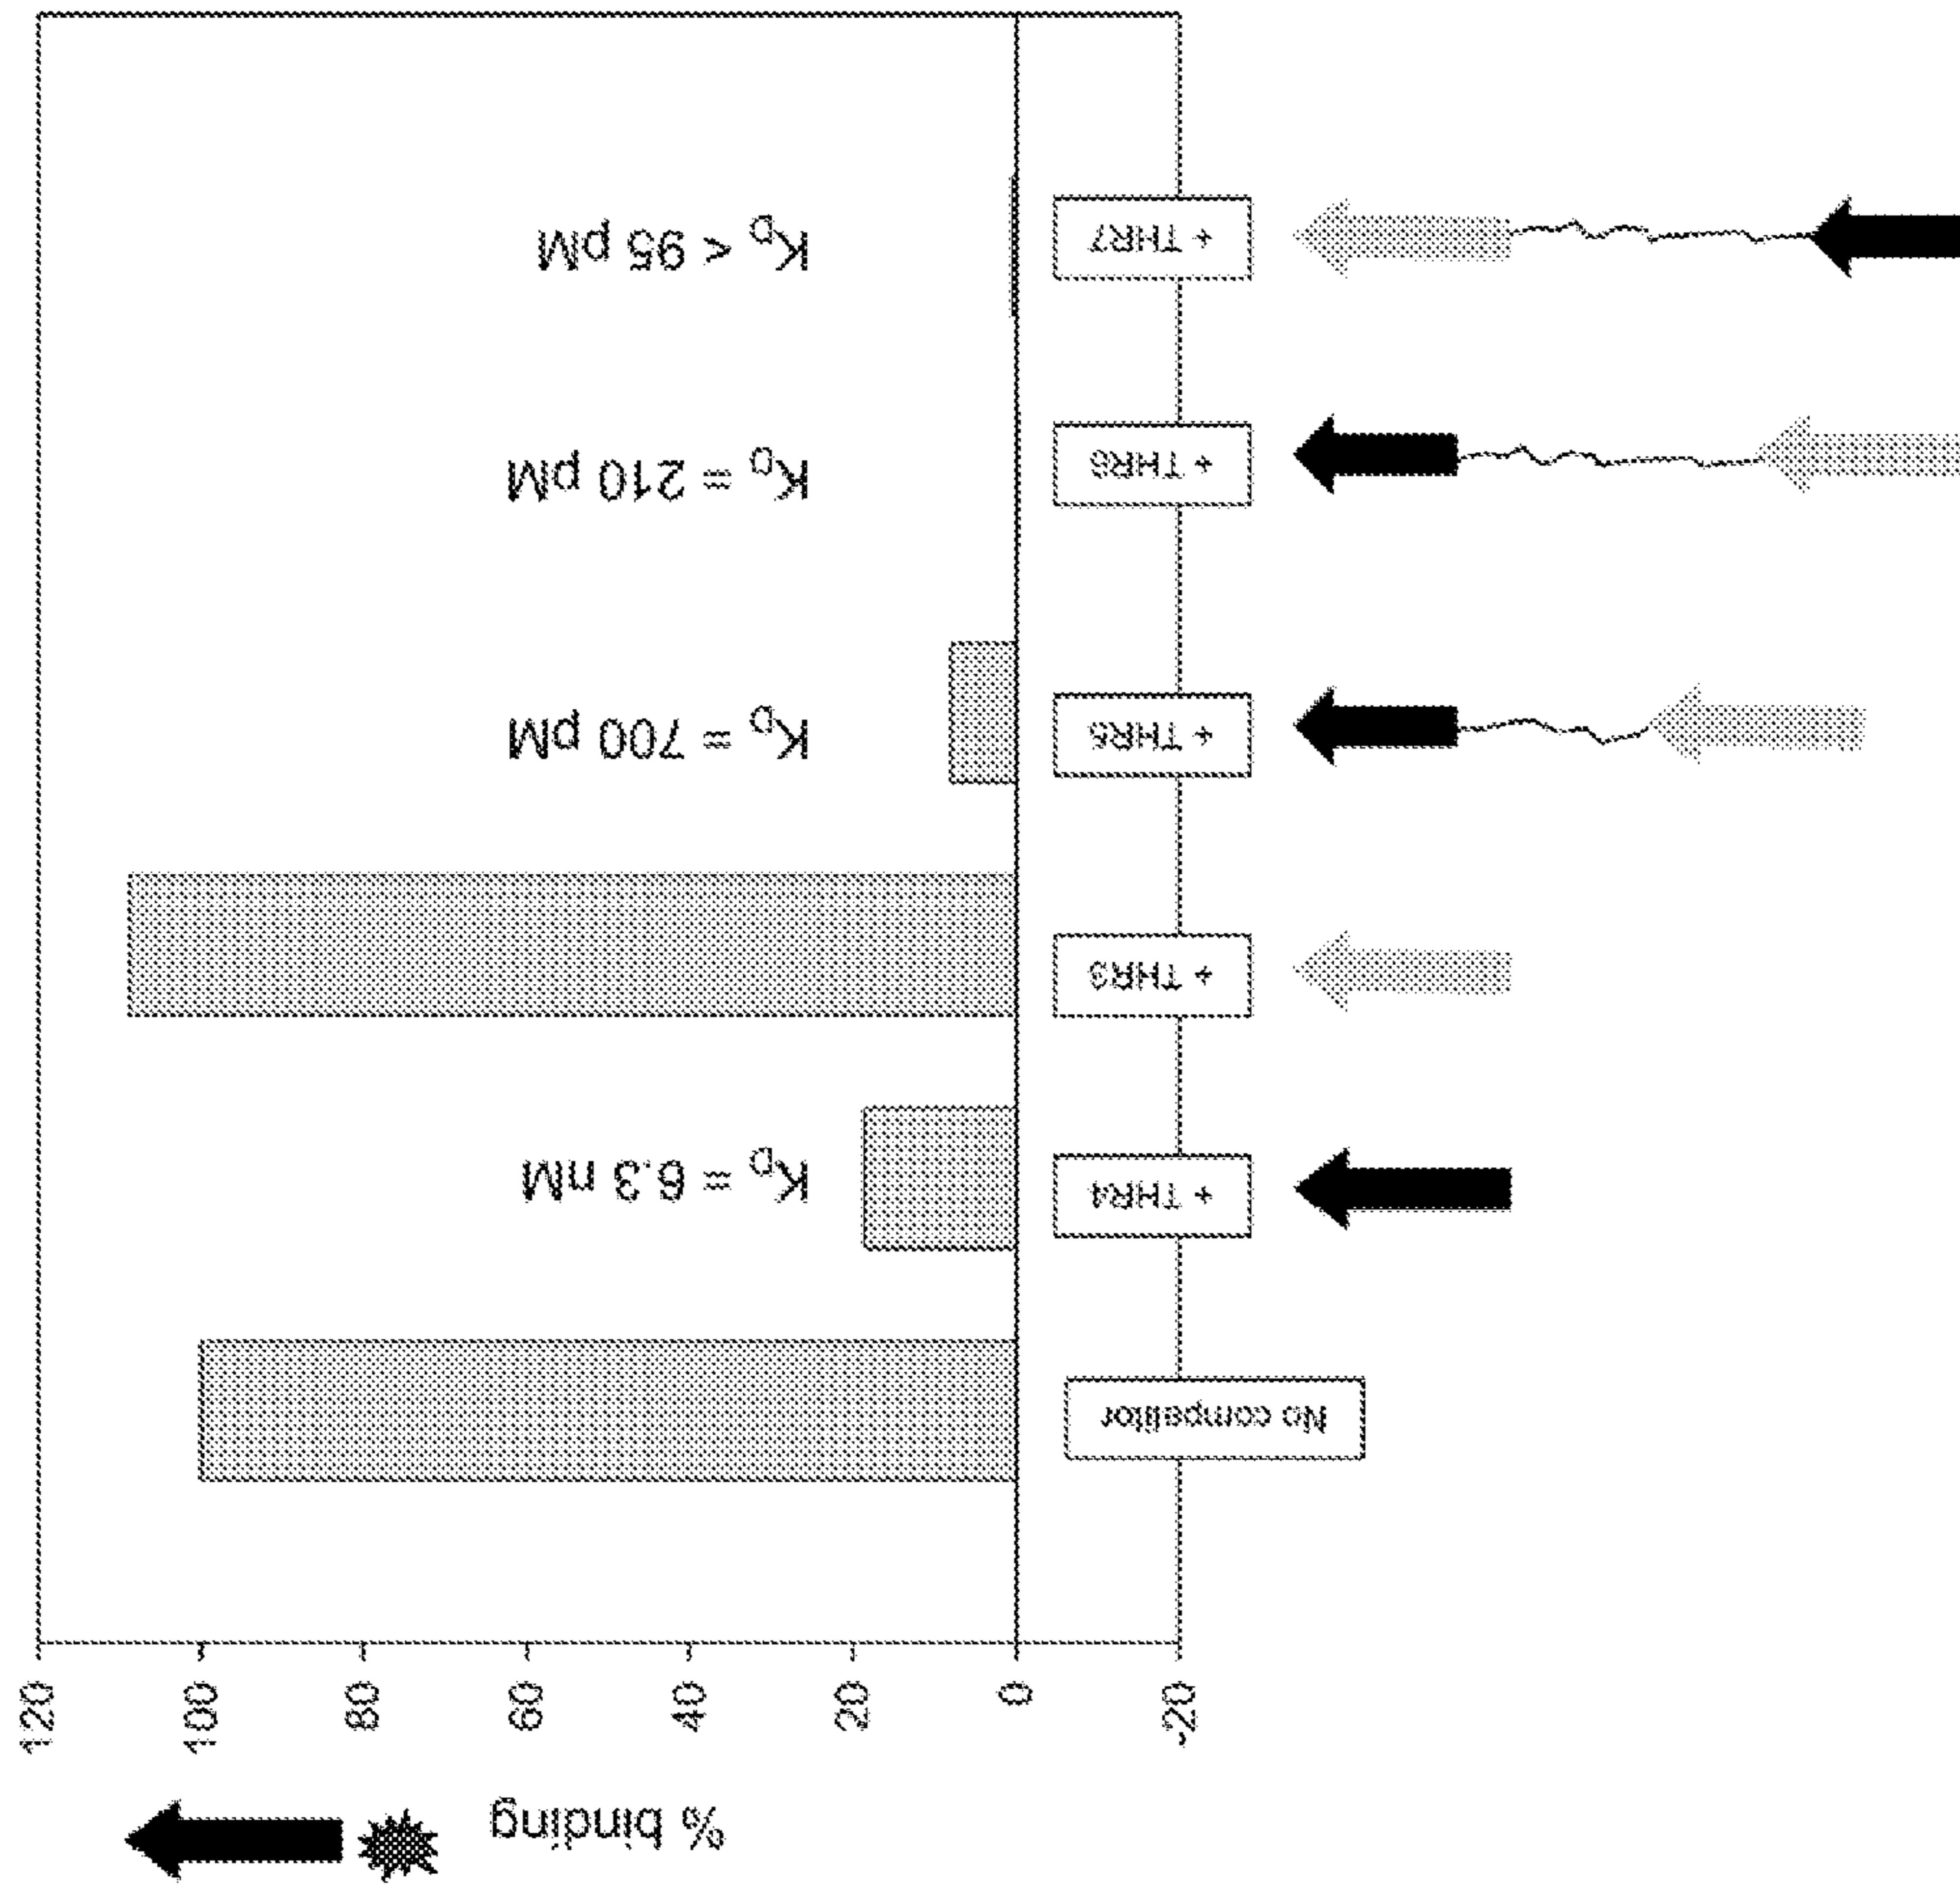 % binding
120
100
80
60
40
20
0
-20
No competitor
+ THR4
+ THR3
+ THR5
+ THR6
+ THR7
K_D = 6.3 nM
K_D = 700 pM
K_D = 210 pM
K_D < 95 pM